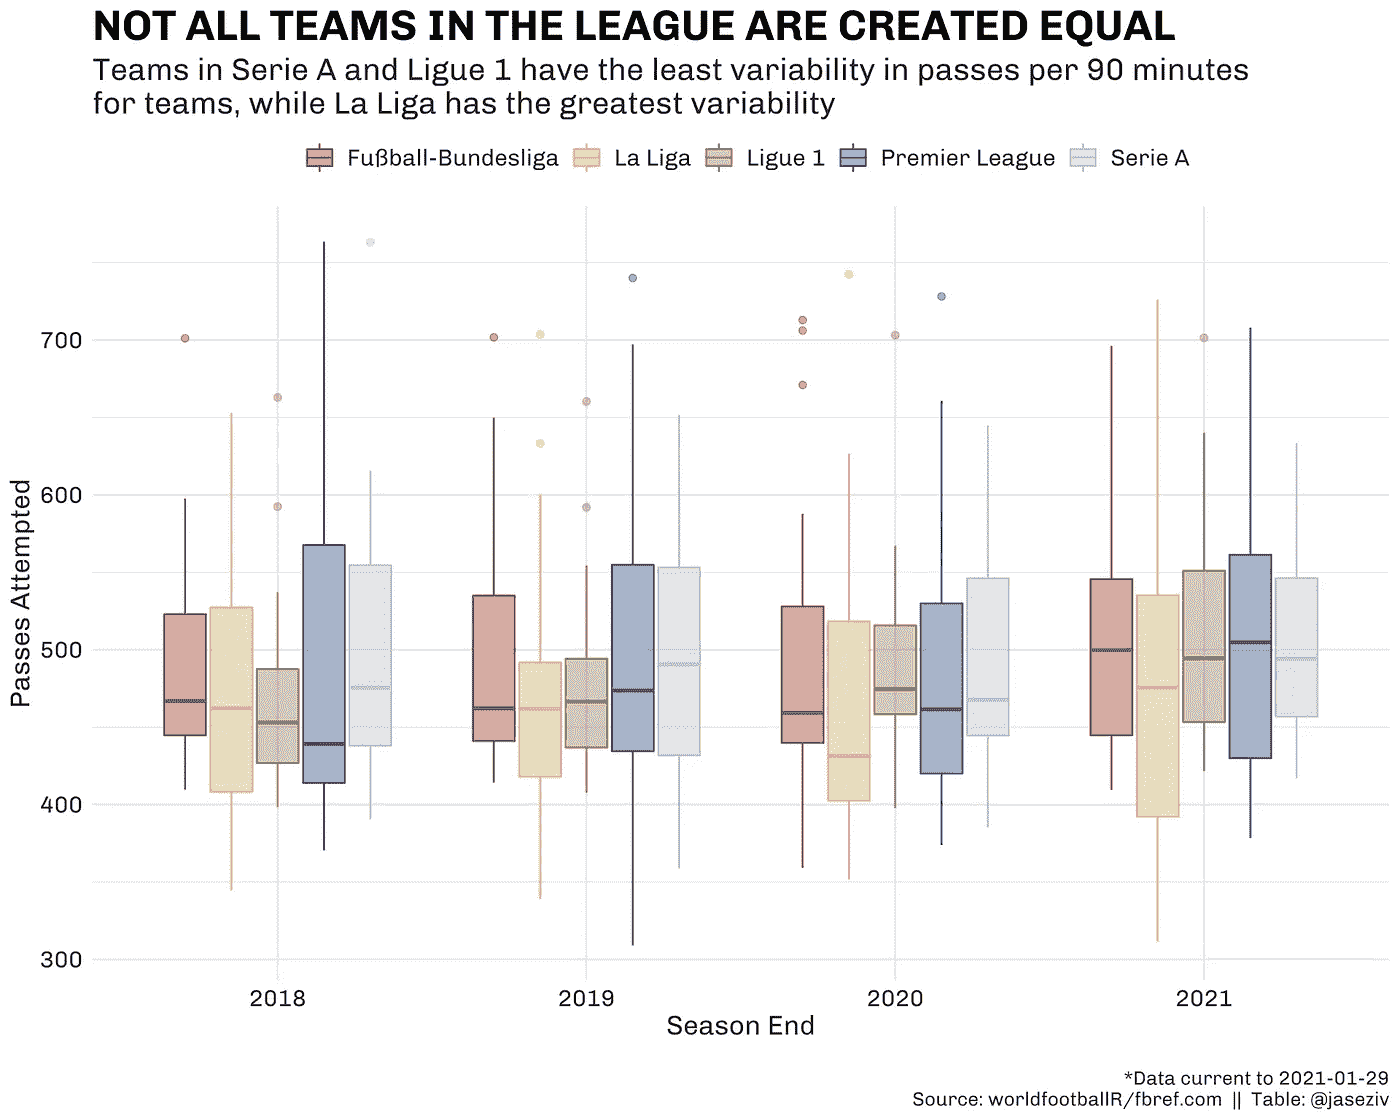 NOT ALL TEAMS IN THE LEAGUE ARE CREATED EQUAL
Teams in Serie A and Ligue 1 have the least variability in passes per 90 minutes
for teams, while La Liga has the greatest variability
Fußball-Bundesliga La Liga Ligue 1 Premier League Serie A
Passes Attempted
700
600
500
400
300
2018 2019 2020 2021
Season End
*Data current to 2021-01-29
Source: worldfootballR/fbref.com || Table: @jaseziv